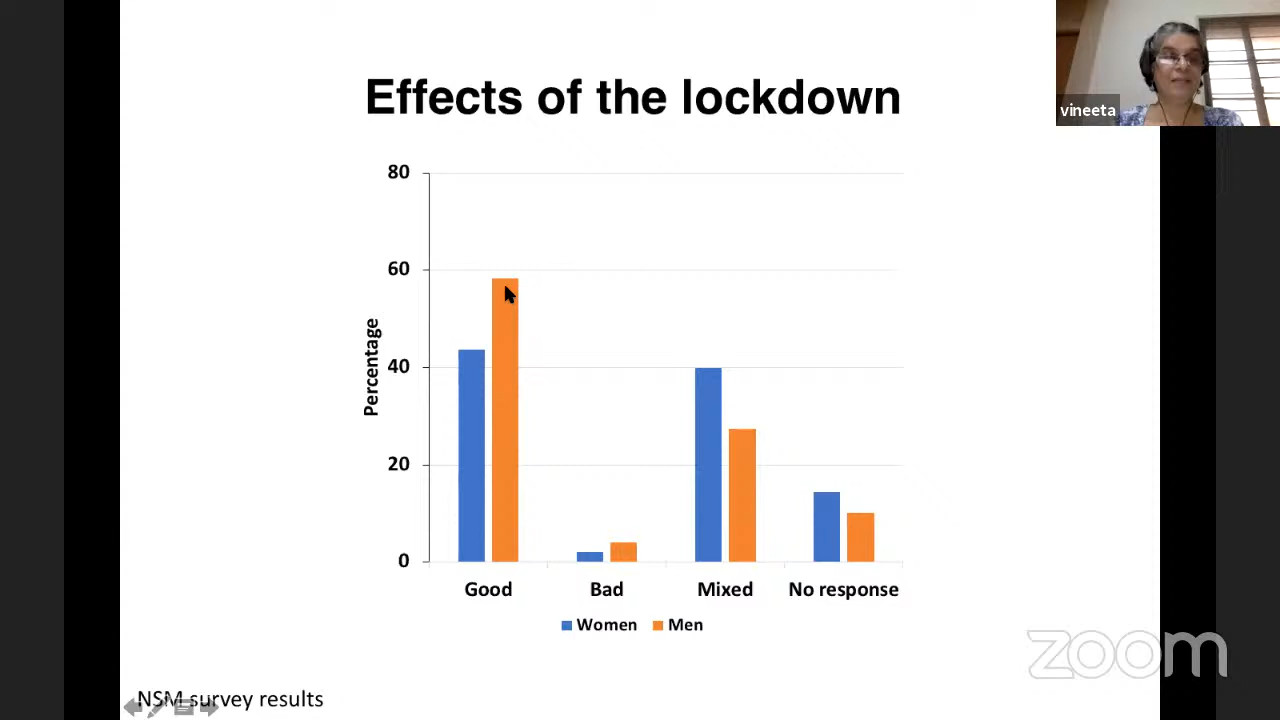 Effects of the lockdown
vineeta
80
60
40
20
0
Percentage
Good Bad Mixed No response
Women Men
zoom
NSM survey results